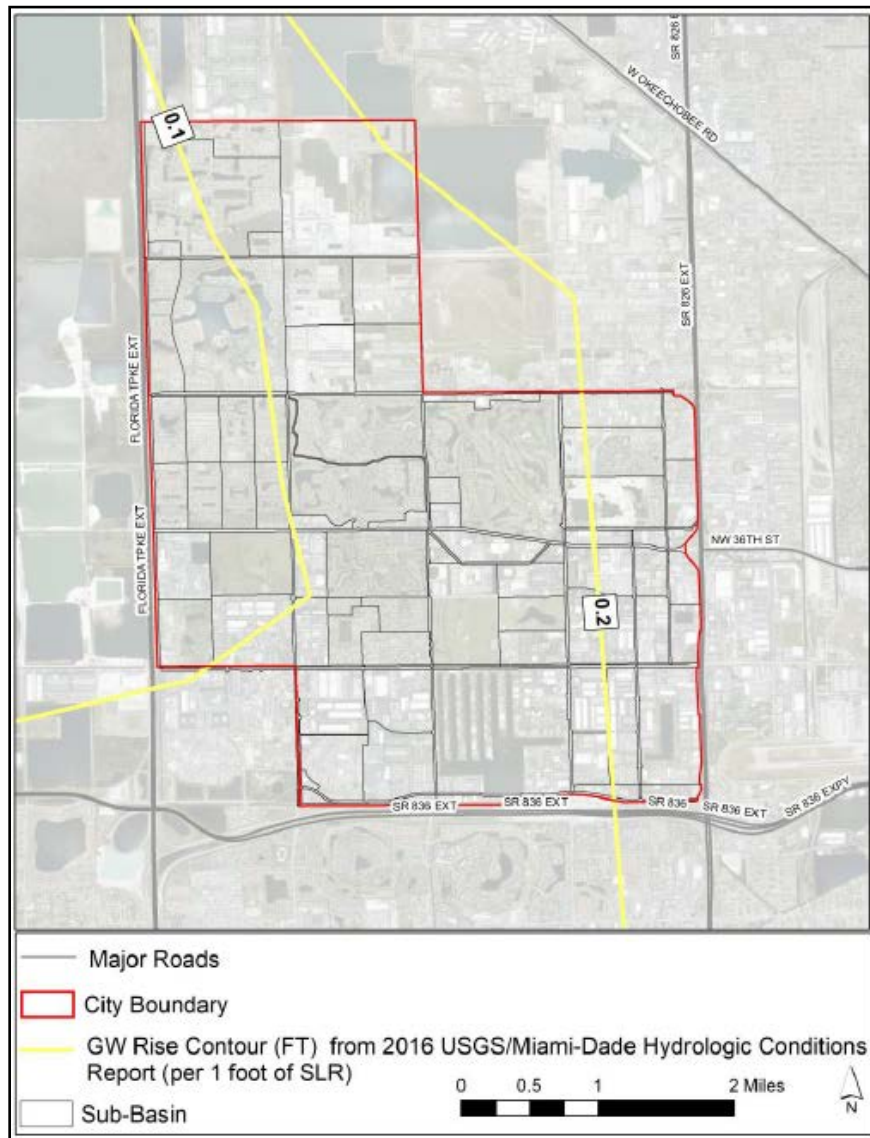 SR 826 E
W OKEECHOBEE RD
0.1
SR 826 EXT
FLORIDA TPKE EXT
FLORIDA TPKE EXT
NW 36TH ST
0.2
SR 836 EXT
SR 836 EXT
SR 836
SR 836 EXT
SR 836 EXPY
Major Roads
City Boundary
GW Rise Contour (FT) from 2016 USGS/Miami-Dade Hydrologic Conditions
Report (per 1 foot of SLR)
Sub-Basin
0 0.5 1 2 Miles
N